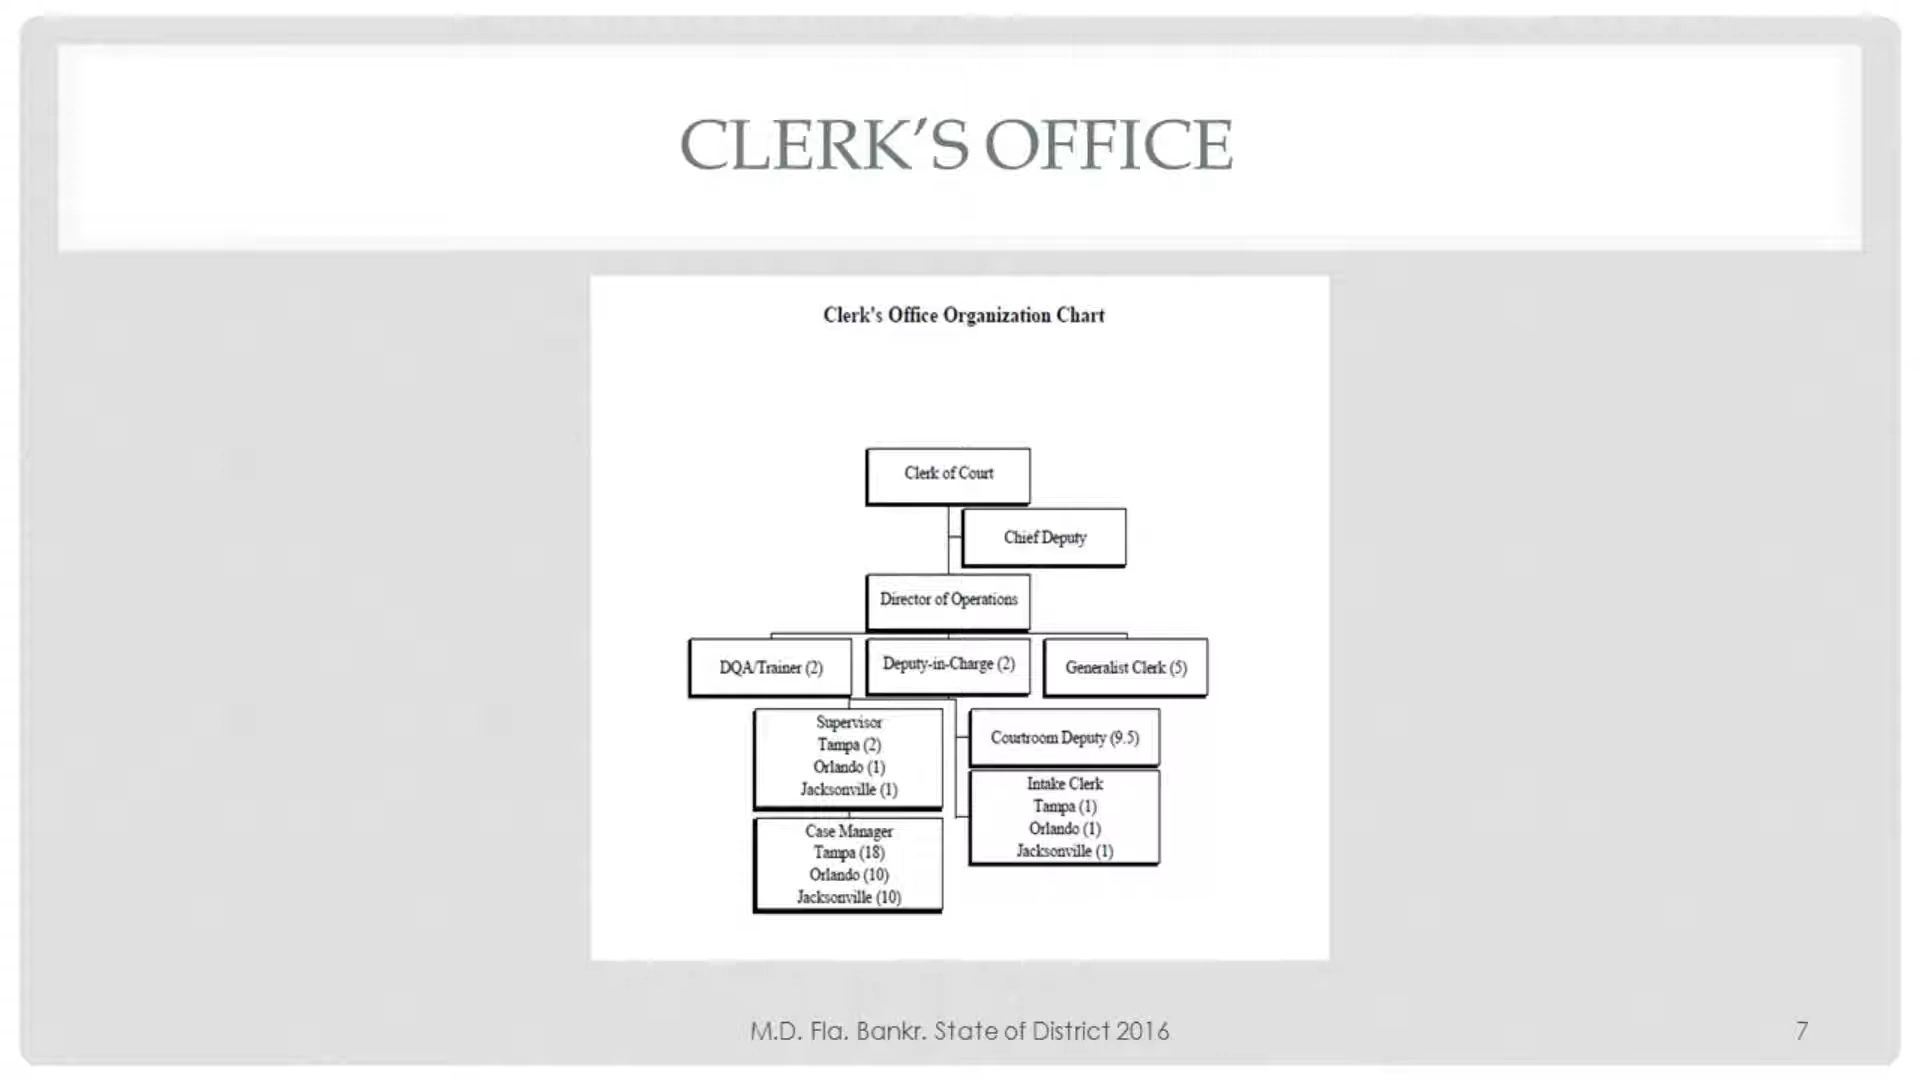 CLERK’S OFFICE
Clerk's Office Organization Chart
Clerk of Court
Chief Deputy
Director of Operations
DQA/Trainer (2)
Deputy-in-Charge (2)
Generalist Clerk (5)
Supervisor
Tampa (2)
Orlando (1)
Jacksonville (1)
Courtroom Deputy (9.5)
Intake Clerk
Tampa (1)
Orlando (1)
Jacksonville (1)
Case Manager
Tampa (18)
Orlando (10)
Jacksonville (10)
M.D. Fla. Bankr. State of District 2016
7